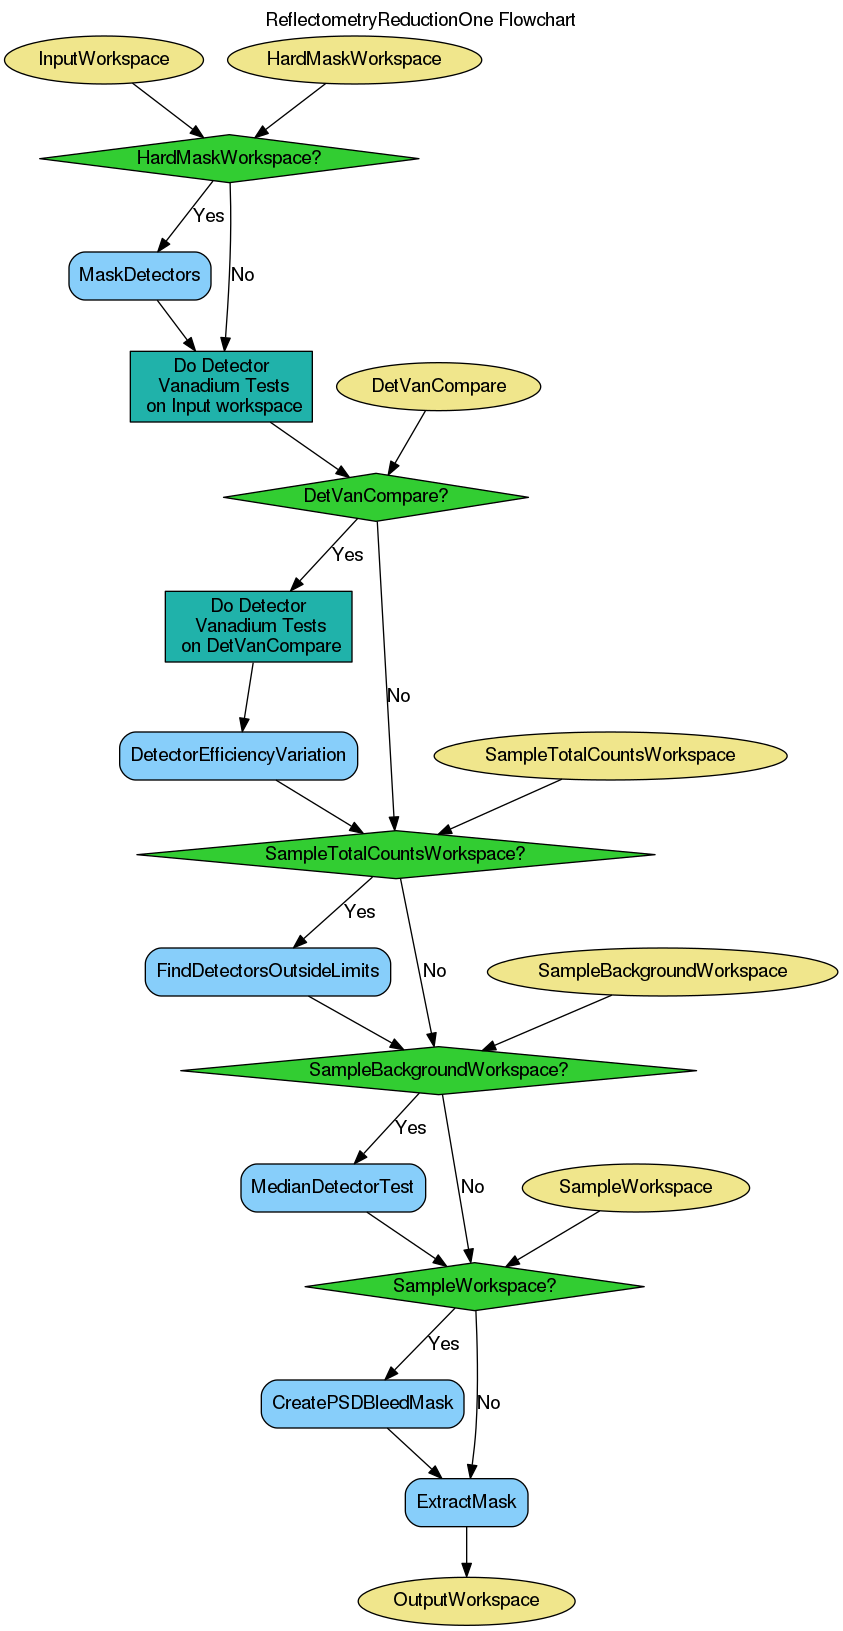 ReflectometryReductionOne Flowchart
InputWorkspace
HardMaskWorkspace
HardMaskWorkspace?
Yes
MaskDetectors
No
Do Detector
Vanadium Tests
on Input workspace
DetVanCompare
DetVanCompare?
Yes
Do Detector
Vanadium Tests
on DetVanCompare
No
DetectorEfficiencyVariation
SampleTotalCountsWorkspace
SampleTotalCountsWorkspace?
Yes
FindDetectorsOutsideLimits
No
SampleBackgroundWorkspace
SampleBackgroundWorkspace?
Yes
MedianDetectorTest
No
SampleWorkspace
SampleWorkspace?
Yes
CreatePSDBleedMask
No
ExtractMask
OutputWorkspace